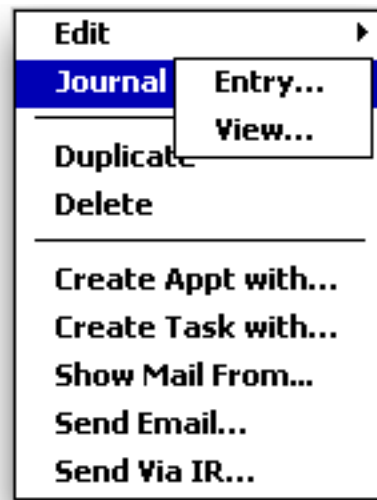 Edit
Journal
Entry...
View...
Duplicate
Delete
Create Appt with...
Create Task with...
Show Mail From...
Send Email...
Send Via IR...